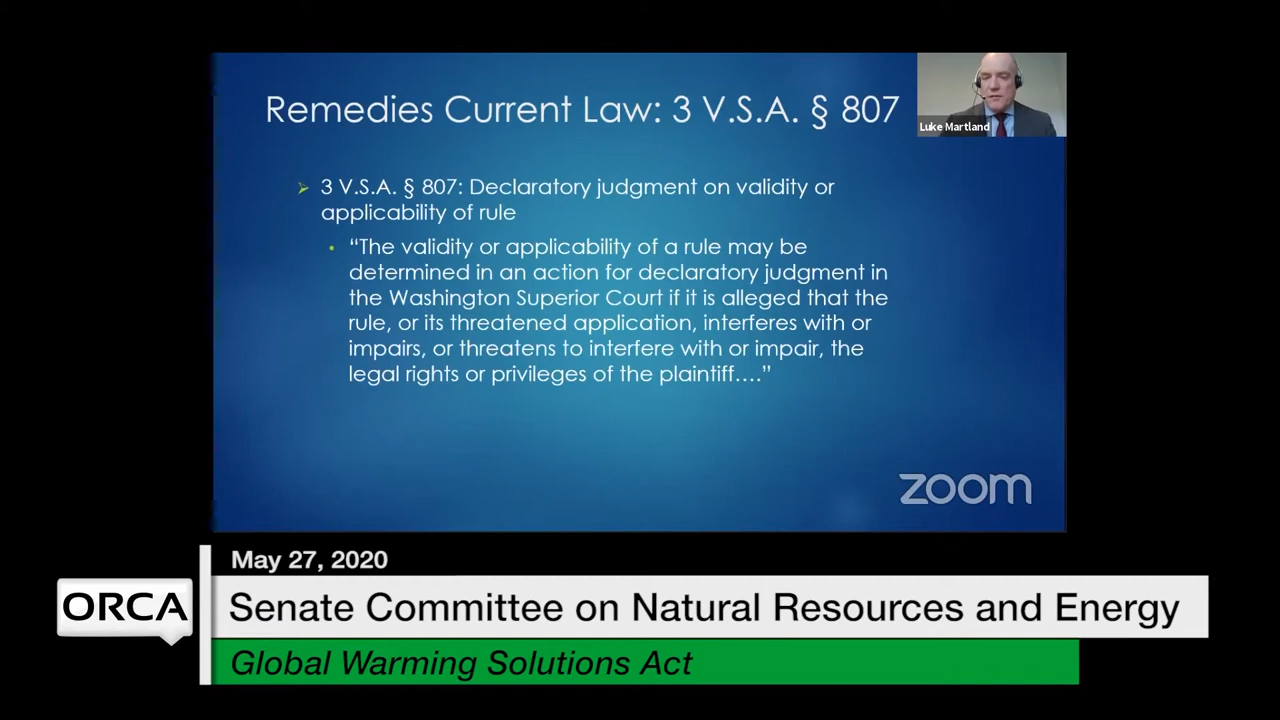 Remedies Current Law: 3 V.S.A. § 807
Luke Martland
3 V.S.A. § 807: Declaratory judgment on validity or
applicability of rule
“The validity or applicability of a rule may be
determined in an action for declaratory judgment in
the Washington Superior Court if it is alleged that the
rule, or its threatened application, interferes with or
impairs, or threatens to interfere with or impair, the
legal rights or privileges of the plaintiff….”
zoom
May 27, 2020
ORCA
Senate Committee on Natural Resources and Energy
Global Warming Solutions Act